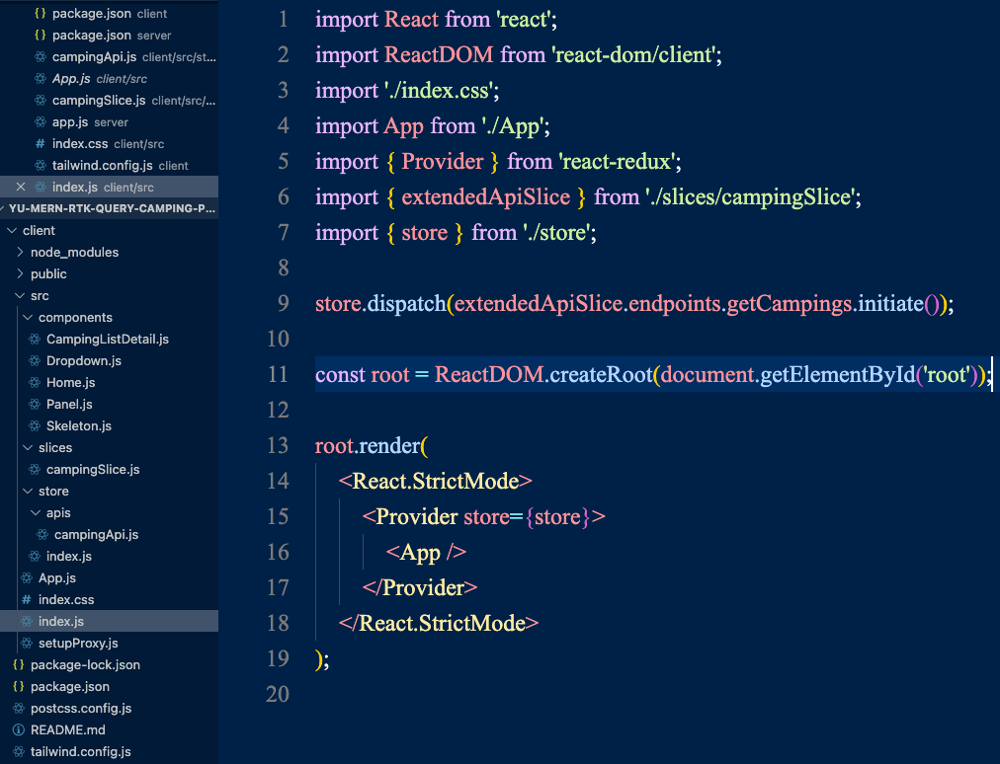 package.json client
package.json server
campingApi.js client/src/st...
App.js client/src
campingSlice.js client/src/...
app.js server
# index.css client/src
tailwind.config.js client
index.js client/src
YU-MERN-RTK-QUERY-CAMPING-P...
client
node_modules
public
src
components
CampingListDetail.js
Dropdown.js
Home.js
Panel.js
Skeleton.js
slices
campingSlice.js
store
apis
campingApi.js
index.js
App.js
# index.css
index.js
setupProxy.js
{} package-lock.json
{} package.json
postcss.config.js
README.md
tailwind.config.js
1 import React from 'react';
2 import ReactDOM from 'react-dom/client';
3 import './index.css';
4 import App from './App';
5 import { Provider } from 'react-redux';
6 import { extendedApiSlice } from './slices/campingSlice';
7 import { store } from './store';
8
9 store.dispatch(extendedApiSlice.endpoints.getCampings.initiate());
10
11 const root = ReactDOM.createRoot(document.getElementById('root'));
12
13 root.render(
14 <React.StrictMode>
15 <Provider store={store}>
16 <App />
17 </Provider>
18 </React.StrictMode>
19 );
20